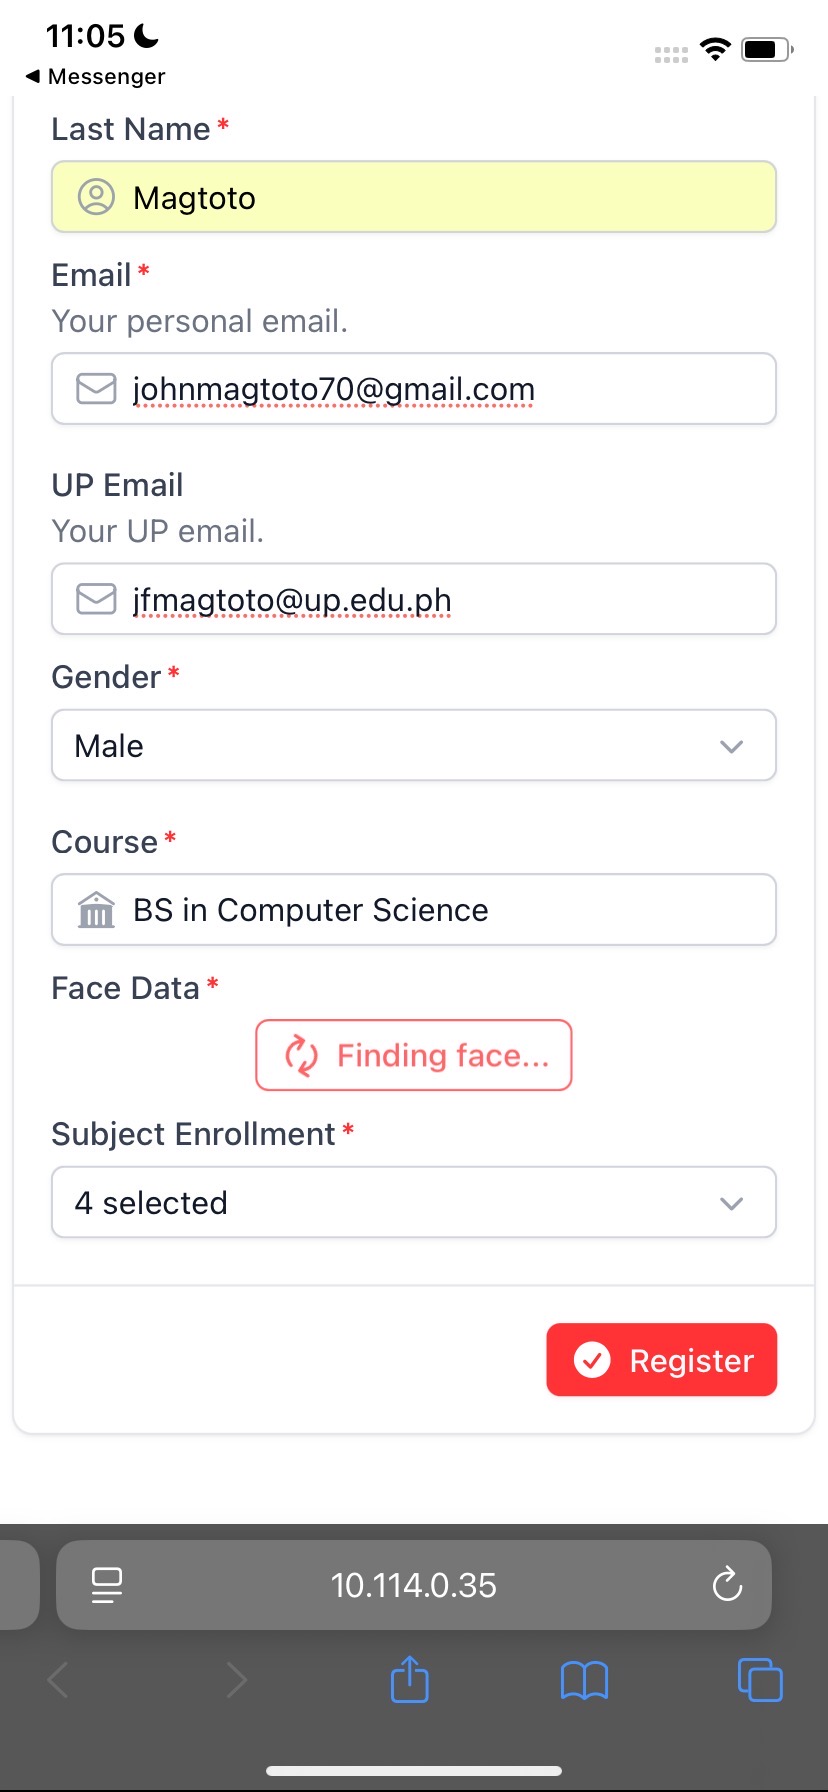 11:05
Messenger
Last Name *
Magtoto
Email *
Your personal email.
johnmagtoto70@gmail.com
UP Email
Your UP email.
jfmagtoto@up.edu.ph
Gender *
Male
Course *
BS in Computer Science
Face Data *
Finding face...
Subject Enrollment *
4 selected
Register
10.114.0.35